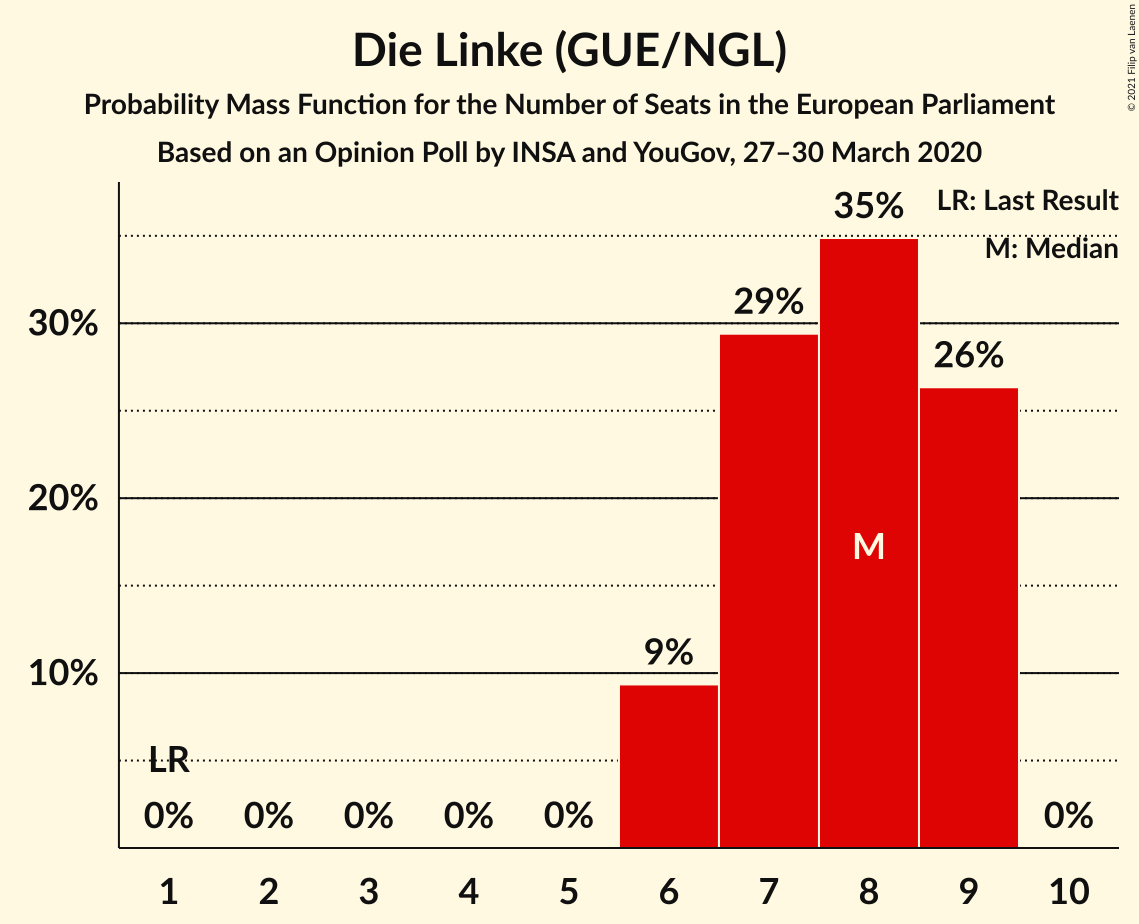 Die Linke (GUE/NGL)
Probability Mass Function for the Number of Seats in the European Parliament
Based on an Opinion Poll by INSA and YouGov, 27–30 March 2020
© 2021 Filip van Laenen
LR: Last Result
M: Median
30%
20%
10%
LR
0%
0%
0%
0%
0%
9%
29%
35%
M
26%
0%
1 2 3 4 5 6 7 8 9 10